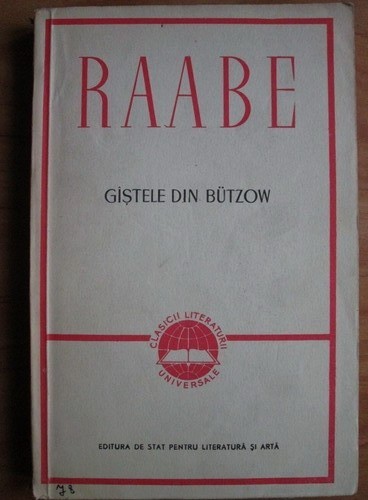 RAABE
GIȘTELE DIN BÜTZOW
CLASICII LITERATURII
UNIVERSALE
EDITURA DE STAT PENTRU LITERATURĂ ȘI ARTĂ